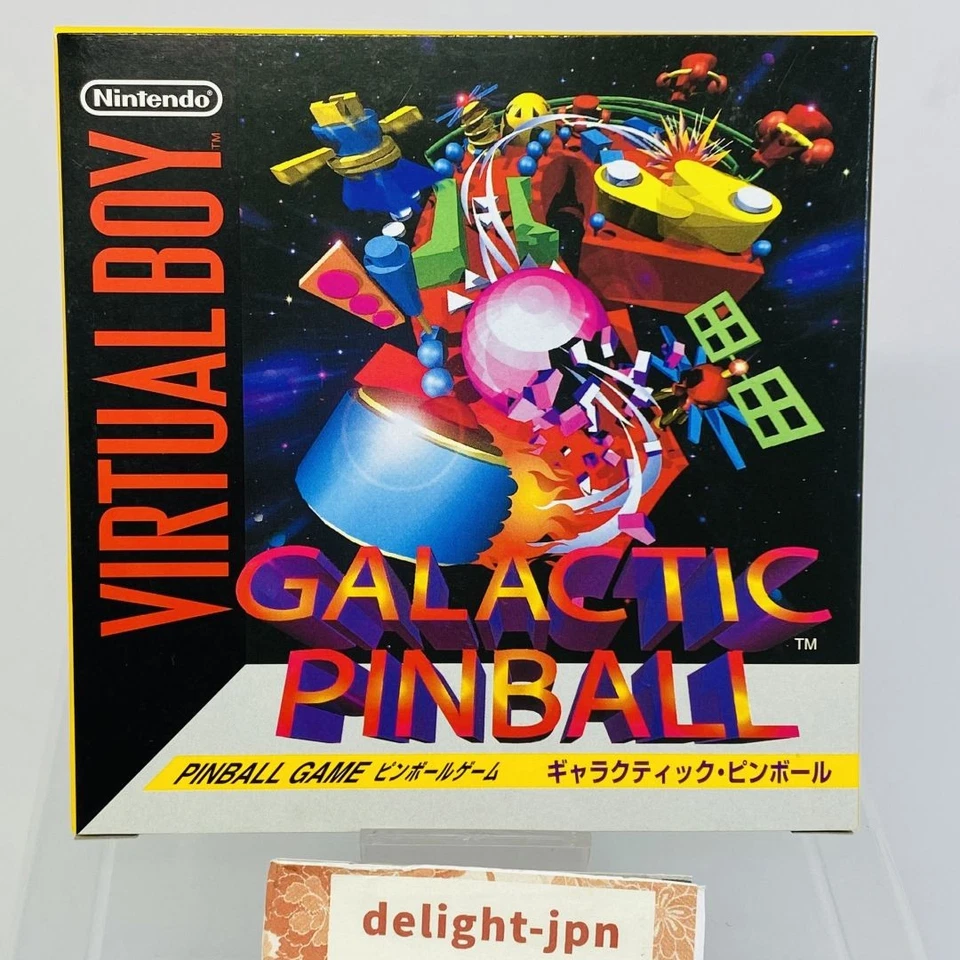 Nintendo®
VIRTUAL BOY™
GALACTIC
PINBALL™
PINBALL GAME ピンボールゲーム ギャラクティック・ピンボール
delight-jpn